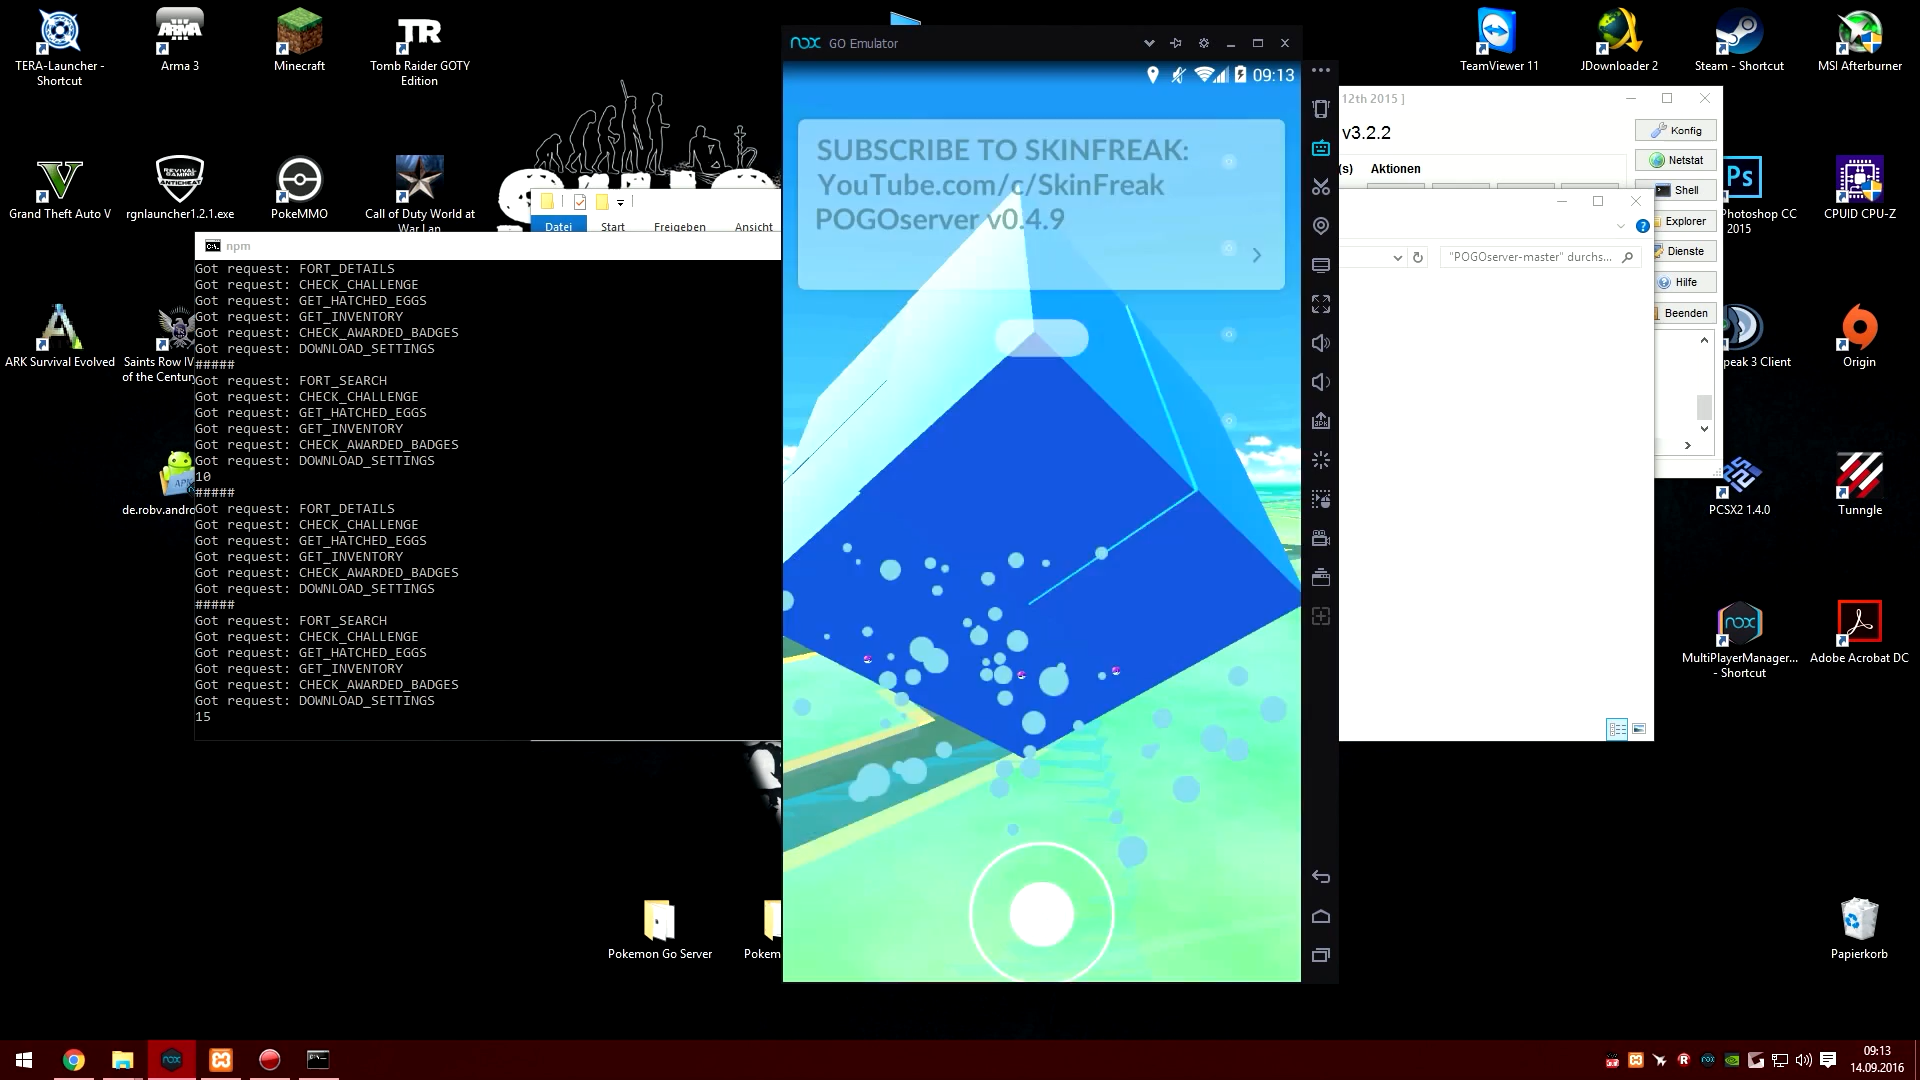 TERA-Launcher -
Shortcut
Arma 3
Minecraft
TR
Tomb Raider GOTY
Edition
nox GO Emulator
09:13
TeamViewer 11
JDownloader 2
Steam - Shortcut
MSI Afterburner
12th 2015 ]
v3.2.2
Konfig
Netstat
(s) Aktionen
Shell
Explorer
Dienste
Hilfe
Beenden
SUBSCRIBE TO SKINFREAK:
YouTube.com/c/SkinFreak
POGOserver v0.4.9
Grand Theft Auto V
rgnlauncher1.2.1.exe
PokeMMO
Call of Duty World at
War Lan
Datei Start Freigeben Ansicht
"POGOserver-master" durchs...
Ps
Photoshop CC
2015
CPUID CPU-Z
npm
Got request: FORT_DETAILS
Got request: CHECK_CHALLENGE
Got request: GET_HATCHED_EGGS
Got request: GET_INVENTORY
Got request: CHECK_AWARDED_BADGES
Got request: DOWNLOAD_SETTINGS
#####
Got request: FORT_SEARCH
Got request: CHECK_CHALLENGE
Got request: GET_HATCHED_EGGS
Got request: GET_INVENTORY
Got request: CHECK_AWARDED_BADGES
Got request: DOWNLOAD_SETTINGS
10
#####
Got request: FORT_DETAILS
Got request: CHECK_CHALLENGE
Got request: GET_HATCHED_EGGS
Got request: GET_INVENTORY
Got request: CHECK_AWARDED_BADGES
Got request: DOWNLOAD_SETTINGS
#####
Got request: FORT_SEARCH
Got request: CHECK_CHALLENGE
Got request: GET_HATCHED_EGGS
Got request: GET_INVENTORY
Got request: CHECK_AWARDED_BADGES
Got request: DOWNLOAD_SETTINGS
15
ARK Survival Evolved
Saints Row IV
of the Century
peak 3 Client
Origin
de.robv.andro
PCSX2 1.4.0
Tunngle
MultiPlayerManager...
- Shortcut
Adobe Acrobat DC
Pokemon Go Server
Pokem
Papierkorb
09:13
14.09.2016